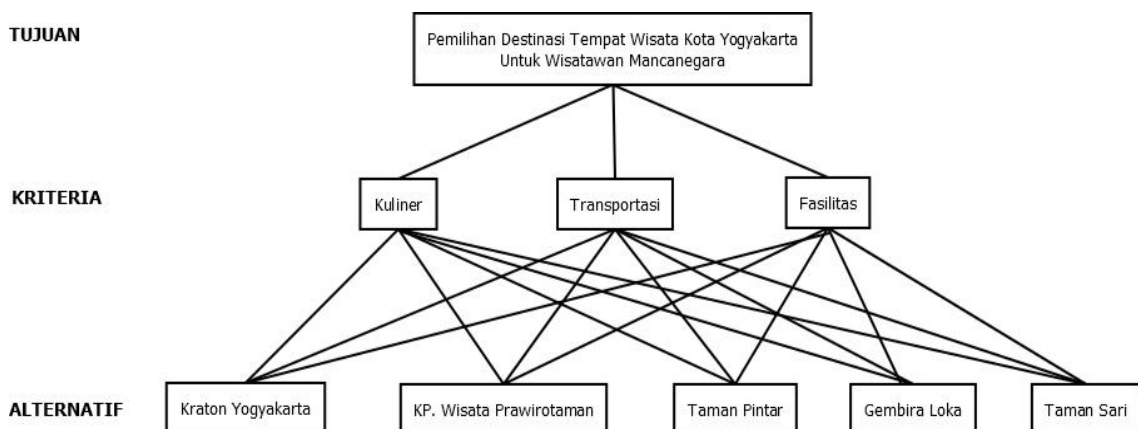 TUJUAN
Pemilihan Destinasi Tempat Wisata Kota Yogyakarta
Untuk Wisatawan Mancanegara
KRITERIA
Kuliner
Transportasi
Fasilitas
ALTERNATIF
Kraton Yogyakarta
KP. Wisata Prawirotaman
Taman Pintar
Gembira Loka
Taman Sari